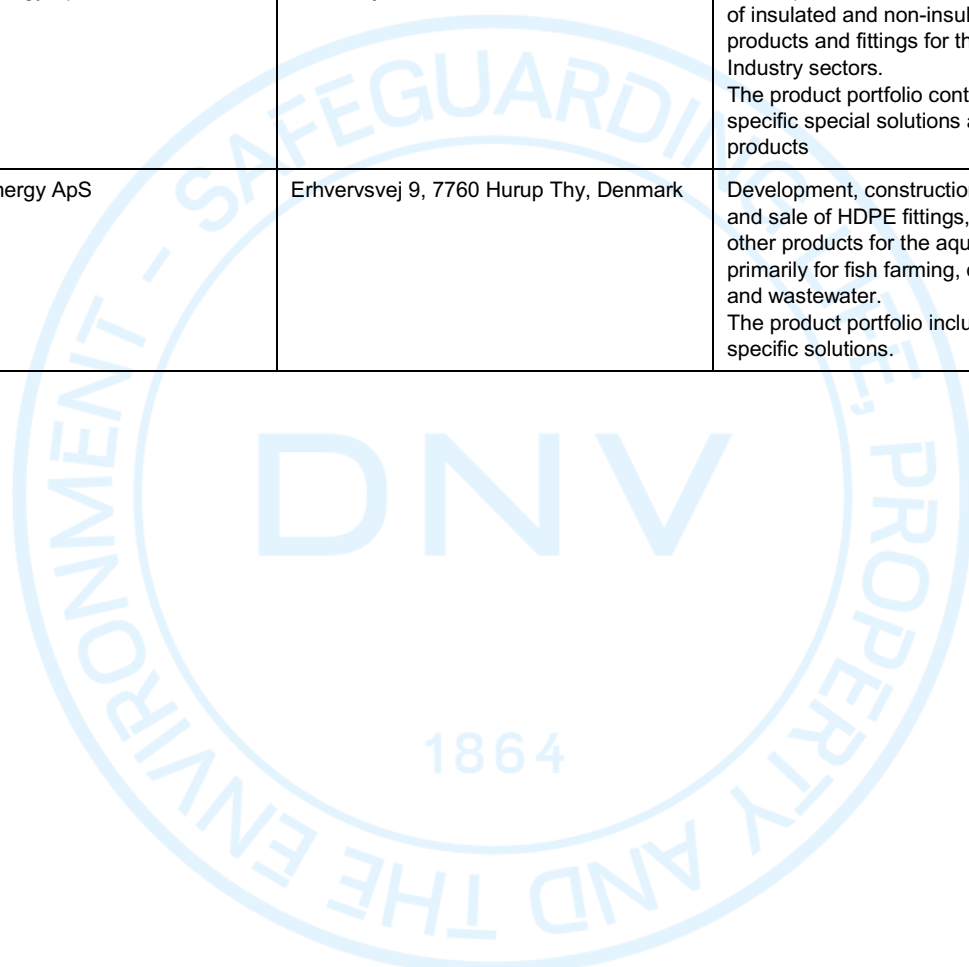 of insulated and non-insul
products and fittings for th
Industry sectors.
The product portfolio cont
specific special solutions a
products
nergy ApS
Erhvervsvej 9, 7760 Hurup Thy, Denmark
Development, constructio
and sale of HDPE fittings,
other products for the aqu
primarily for fish farming,
and wastewater.
The product portfolio inclu
specific solutions.
SAFEGUARDING LIFE, PROPERTY AND THE ENVIRONMENT -
DNV
1864